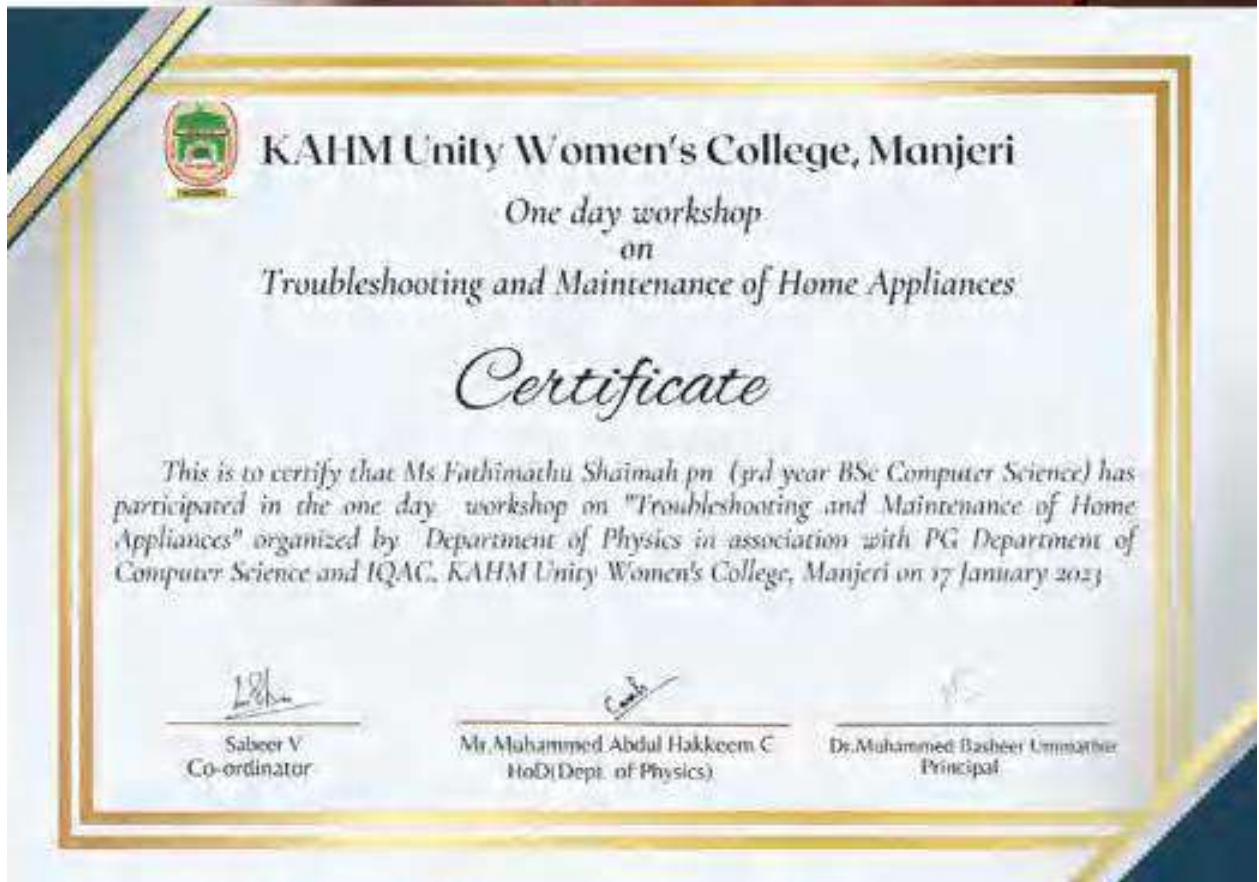 KAHM Unity Women's College, Manjeri
One day workshop
on
Troubleshooting and Maintenance of Home Appliances
Certificate
This is to certify that Ms Fathimathu Shaimah pn (3rd year BSc Computer Science) has
participated in the one day workshop on "Troubleshooting and Maintenance of Home
Appliances" organized by Department of Physics in association with PG Department of
Computer Science and IQAC, KAHM Unity Women's College, Manjeri on 17 January 2023
Sabeer V
Co-ordinator
Mr.Muhammed Abdul Hakkeem C
HoD(Dept. of Physics)
Dr.Muhammed Basheer Ummathur
Principal